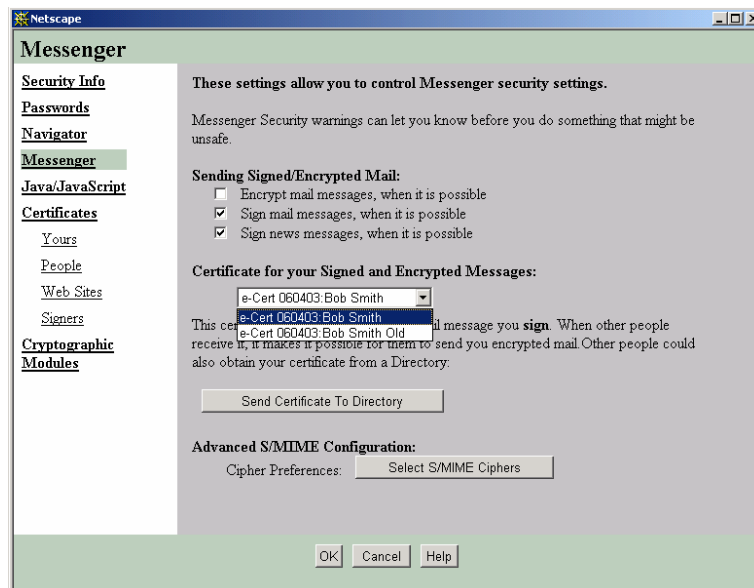 Netscape
Messenger
Security Info
Passwords
Navigator
Messenger
Java/JavaScript
Certificates
Yours
People
Web Sites
Signers
Cryptographic
Modules
These settings allow you to control Messenger security settings.
Messenger Security warnings can let you know before you do something that might be
unsafe.
Sending Signed/Encrypted Mail:
Encrypt mail messages, when it is possible
Sign mail messages, when it is possible
Sign news messages, when it is possible
Certificate for your Signed and Encrypted Messages:
e-Cert 060403:Bob Smith
e-Cert 060403:Bob Smith
e-Cert 060403:Bob Smith Old
This message you sign. When other people
receive it, it makes it possible for them to send you encrypted mail.Other people could
also obtain your certificate from a Directory:
Send Certificate To Directory
Advanced S/MIME Configuration:
Cipher Preferences: Select S/MIME Ciphers
OK Cancel Help